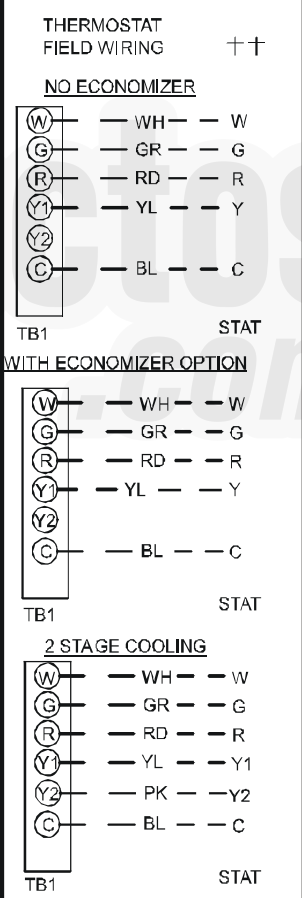 THERMOSTAT
FIELD WIRING ††
NO ECONOMIZER
W WH W
G GR G
R RD R
Y1 YL Y
Y2
C BL C
TB1 STAT
WITH ECONOMIZER OPTION
W WH W
G GR G
R RD R
Y1 YL Y
Y2
C BL C
TB1 STAT
2 STAGE COOLING
W WH W
G GR G
R RD R
Y1 YL Y1
Y2 PK Y2
C BL C
TB1 STAT